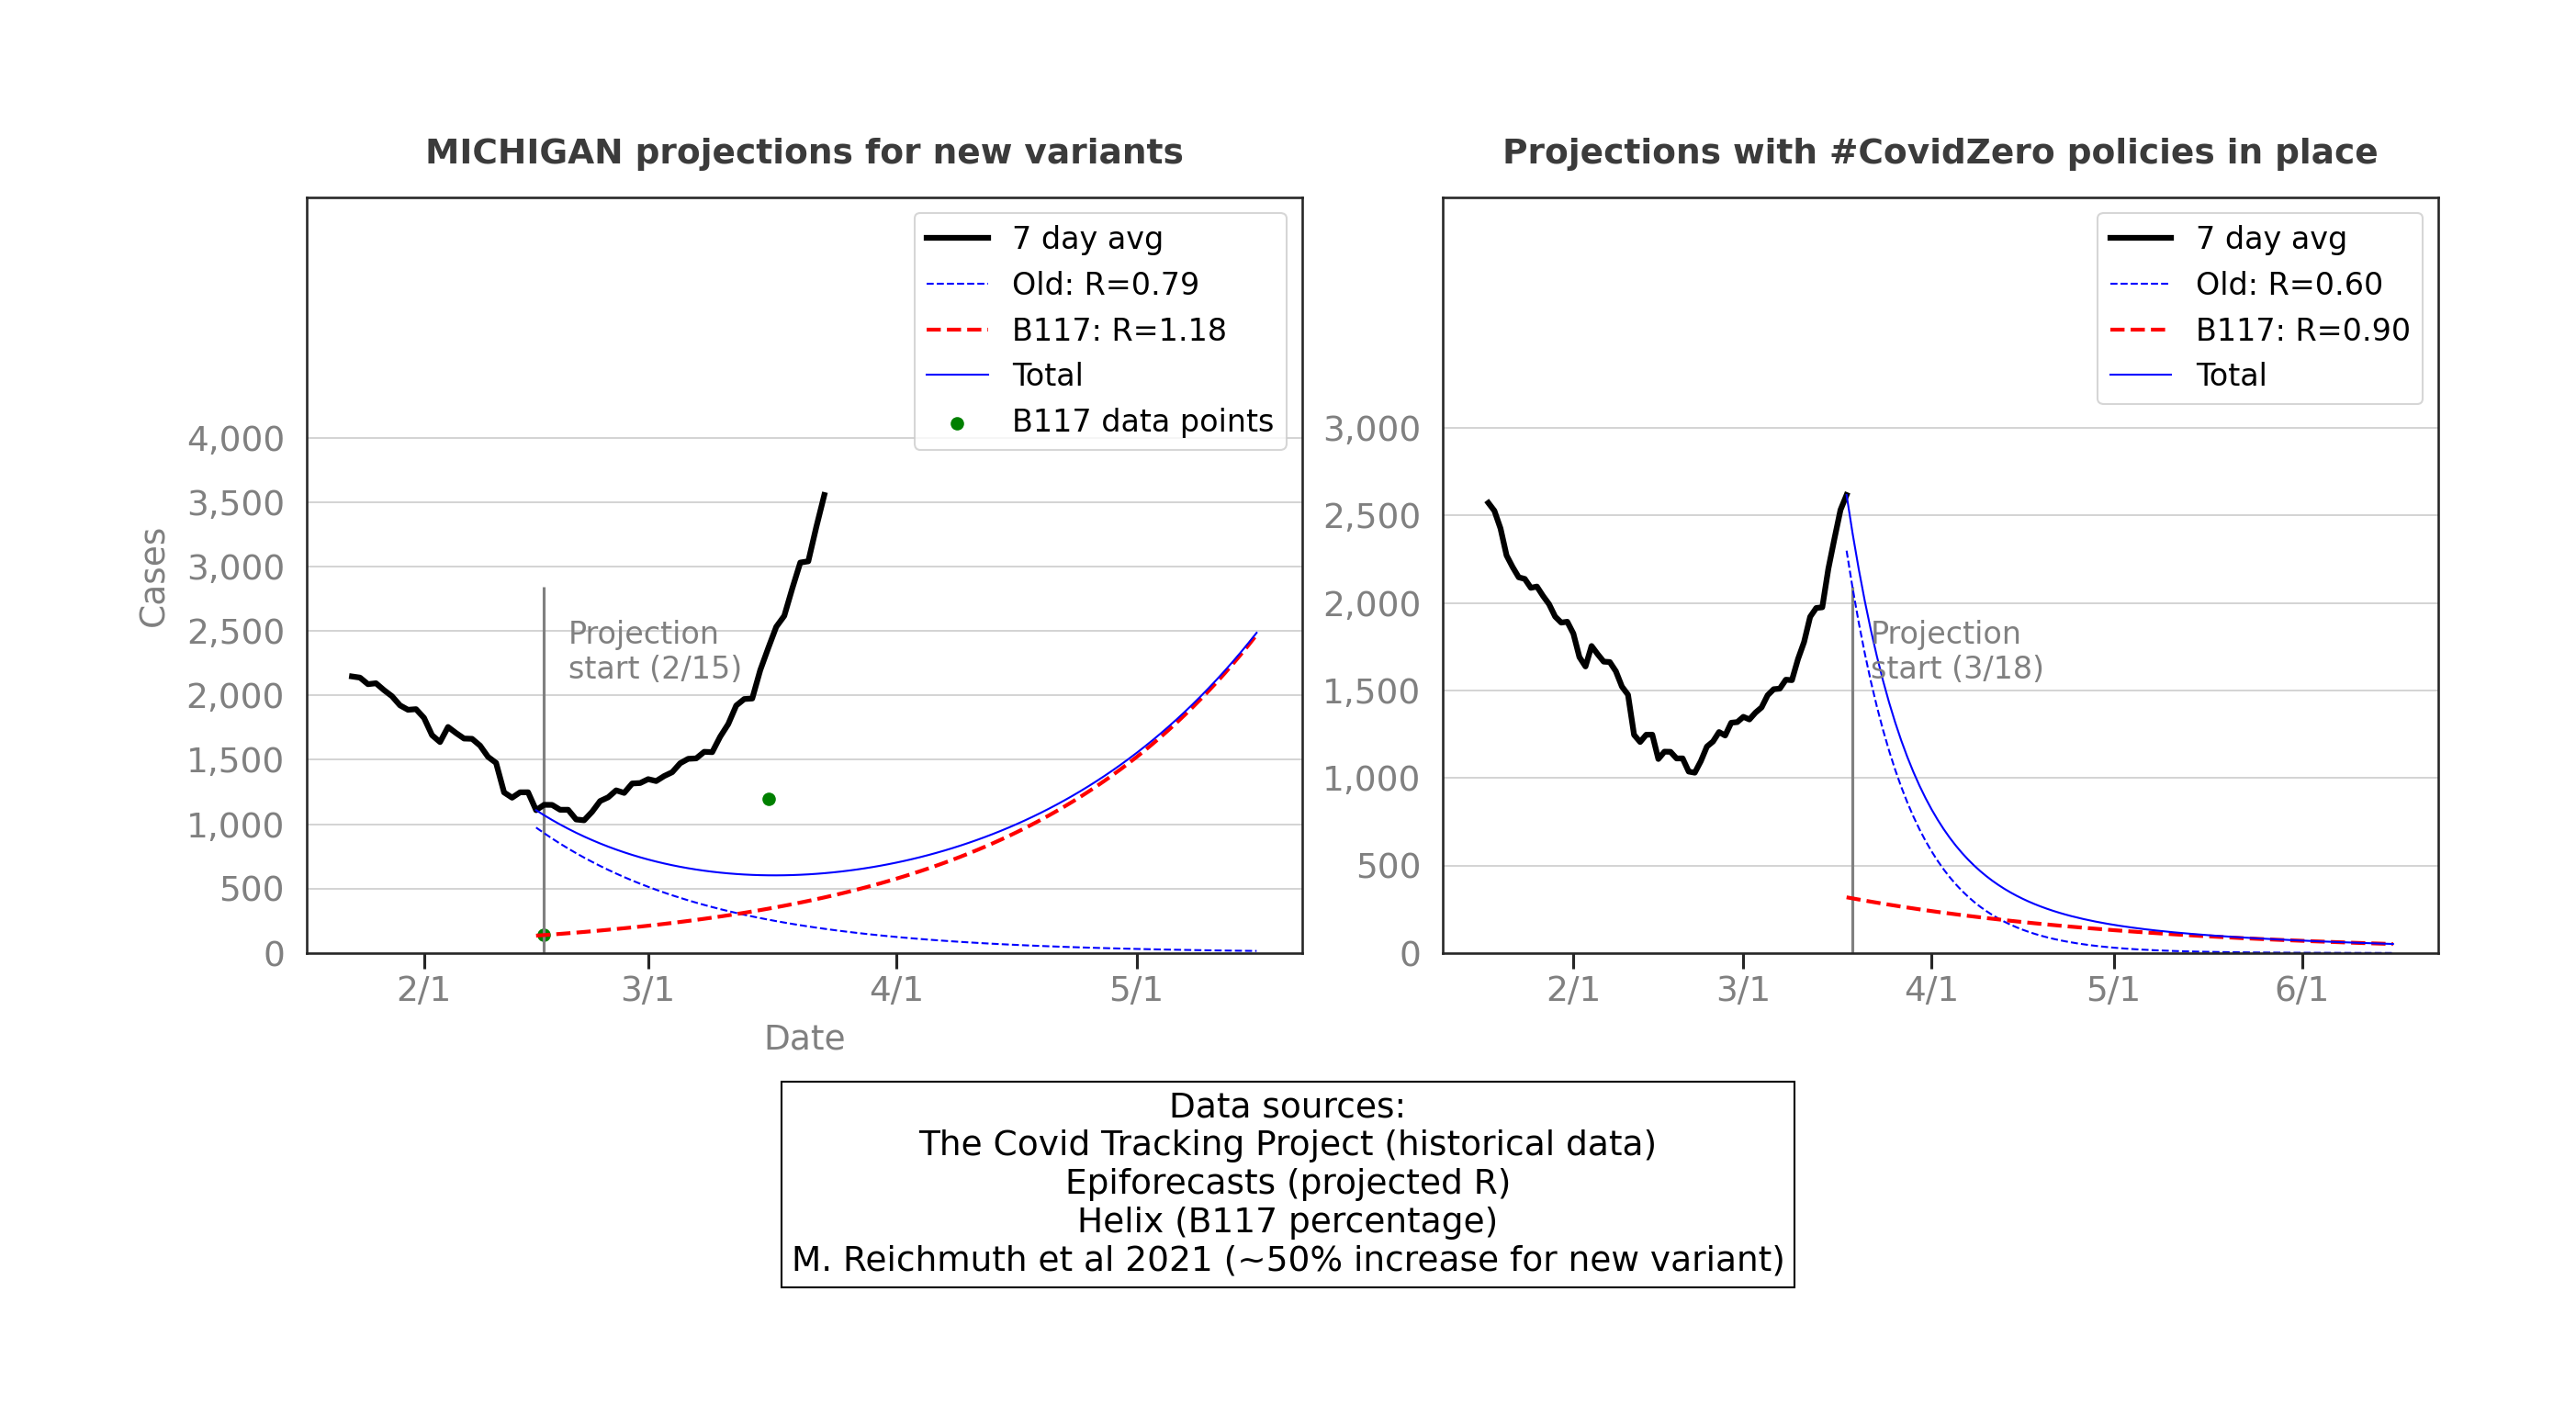 MICHIGAN projections for new variants
7 day avg
Old: R=0.79
B117: R=1.18
Total
B117 data points
Cases
4,000
3,500
3,000
2,500
2,000
1,500
1,000
500
0
Projection
start (2/15)
2/1
3/1
4/1
5/1
Date
Projections with #CovidZero policies in place
7 day avg
Old: R=0.60
B117: R=0.90
Total
3,000
2,500
2,000
1,500
1,000
500
0
Projection
start (3/18)
2/1
3/1
4/1
5/1
6/1
Data sources:
The Covid Tracking Project (historical data)
Epiforecasts (projected R)
Helix (B117 percentage)
M. Reichmuth et al 2021 (~50% increase for new variant)